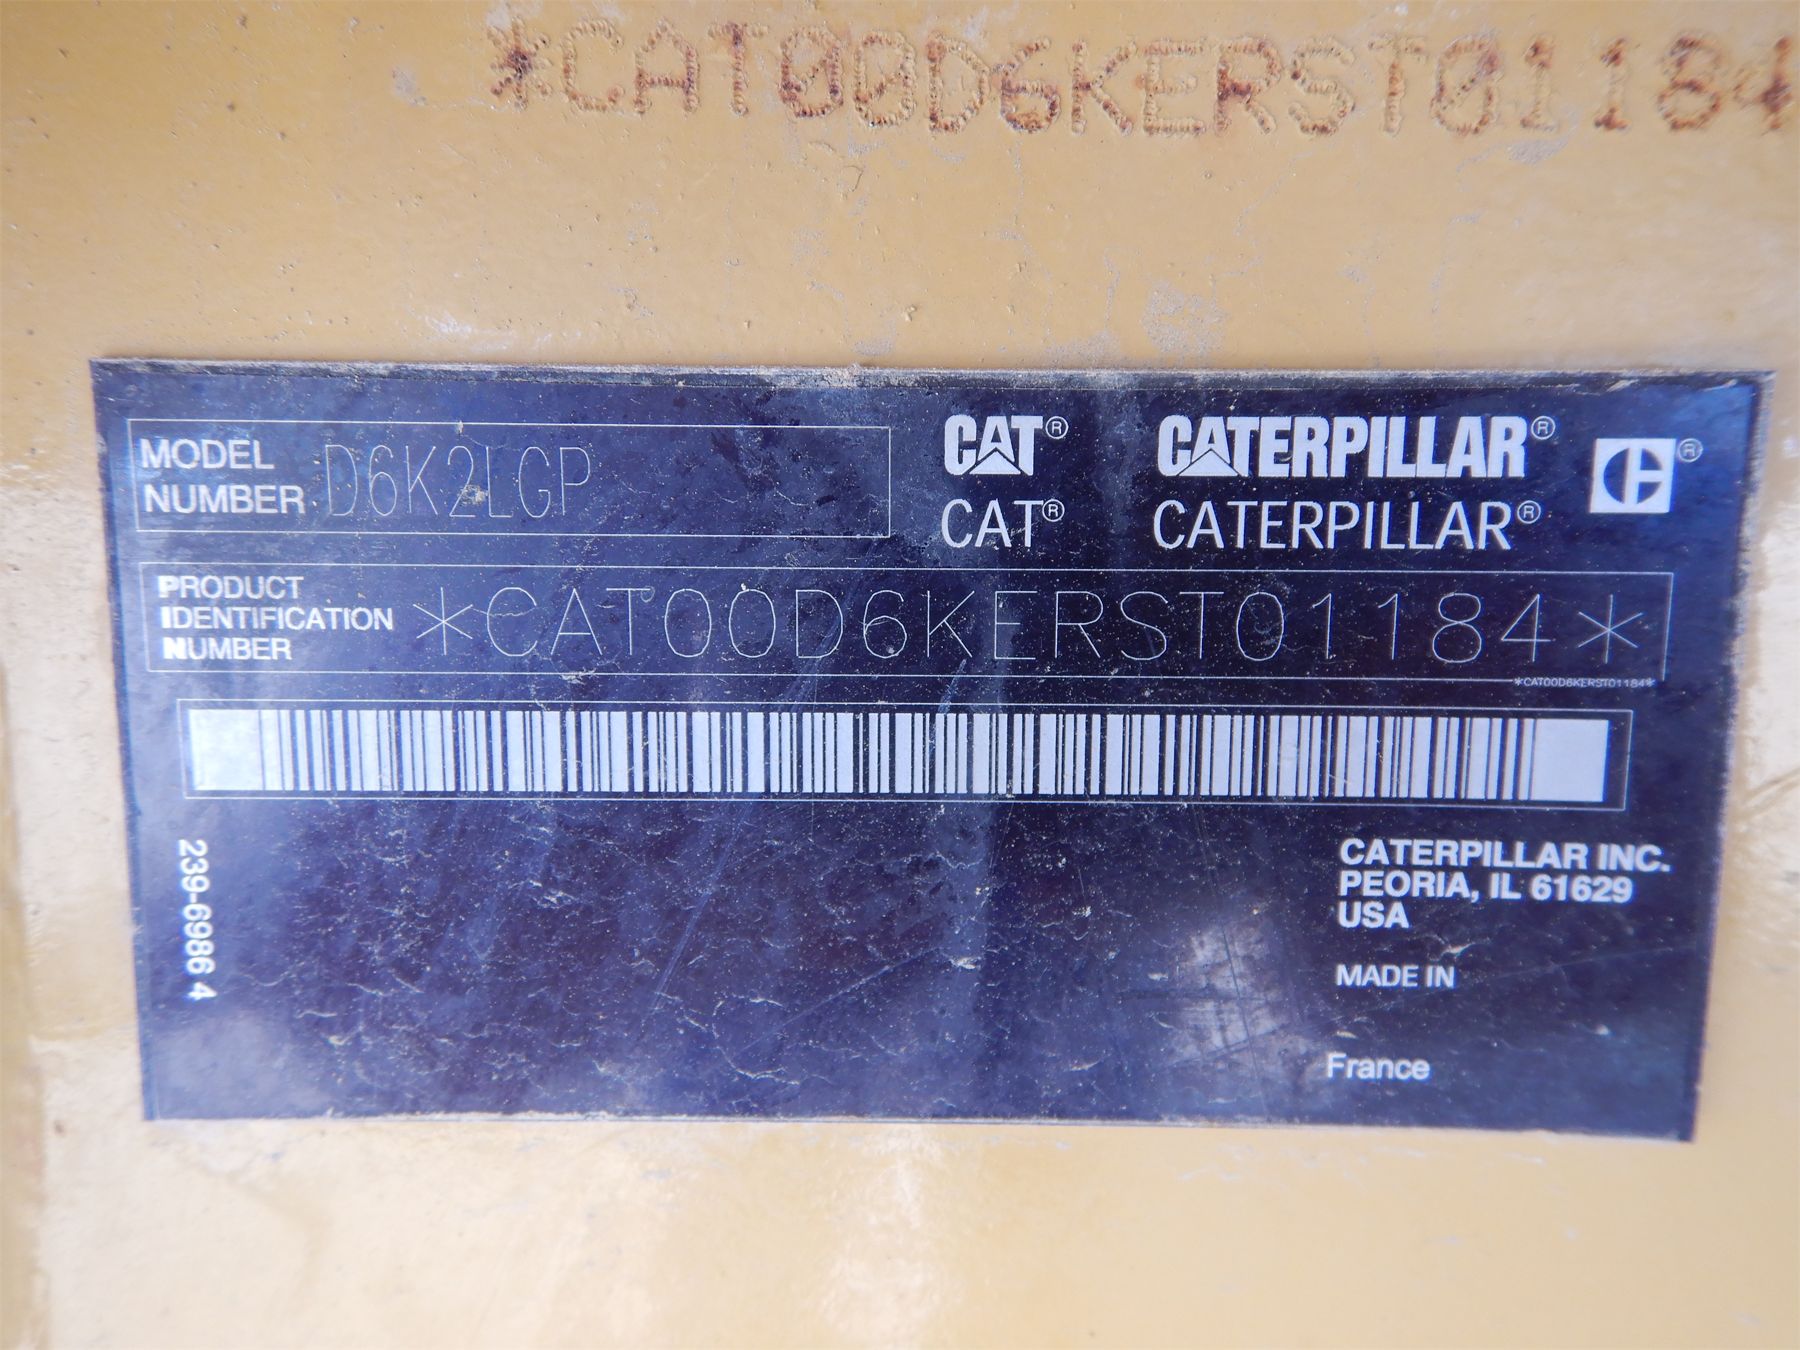 *CAT00D6KERST01184
MODEL NUMBER D6K2LGP
CAT® CATERPILLAR®
CAT® CATERPILLAR®
PRODUCT IDENTIFICATION NUMBER *CAT00D6KERST01184*
*CAT00D6KERST01184*
239-6986 4
CATERPILLAR INC.
PEORIA, IL 61629
USA
MADE IN
France